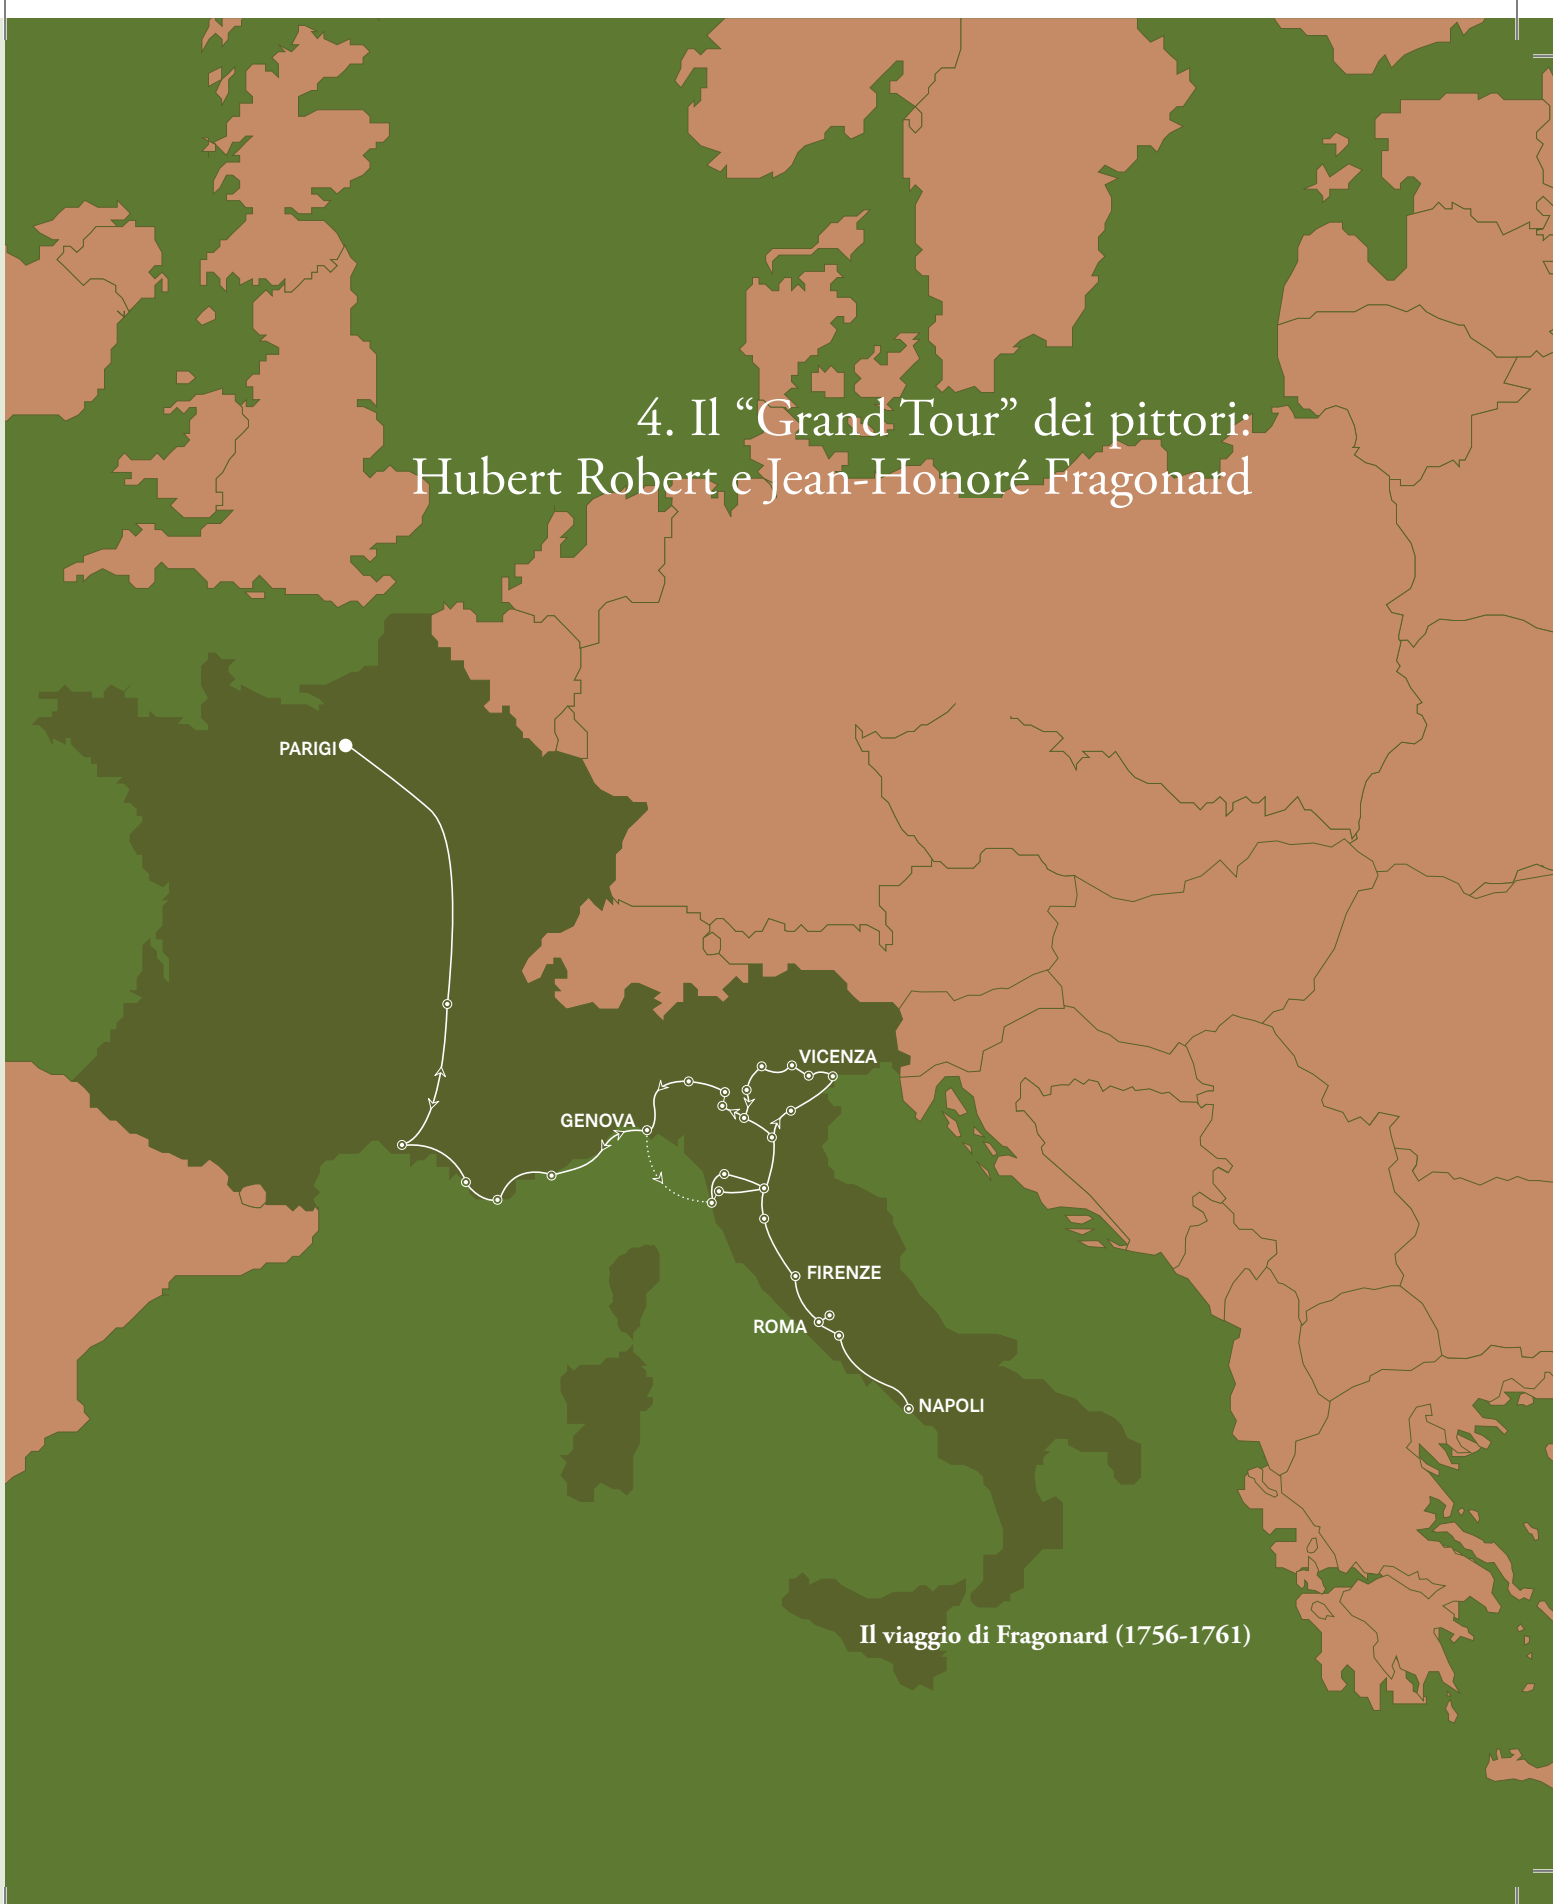 4. Il “Grand Tour” dei pittori:
Hubert Robert e Jean-Honoré Fragonard
PARIGI
VICENZA
GENOVA
FIRENZE
ROMA
NAPOLI
Il viaggio di Fragonard (1756-1761)